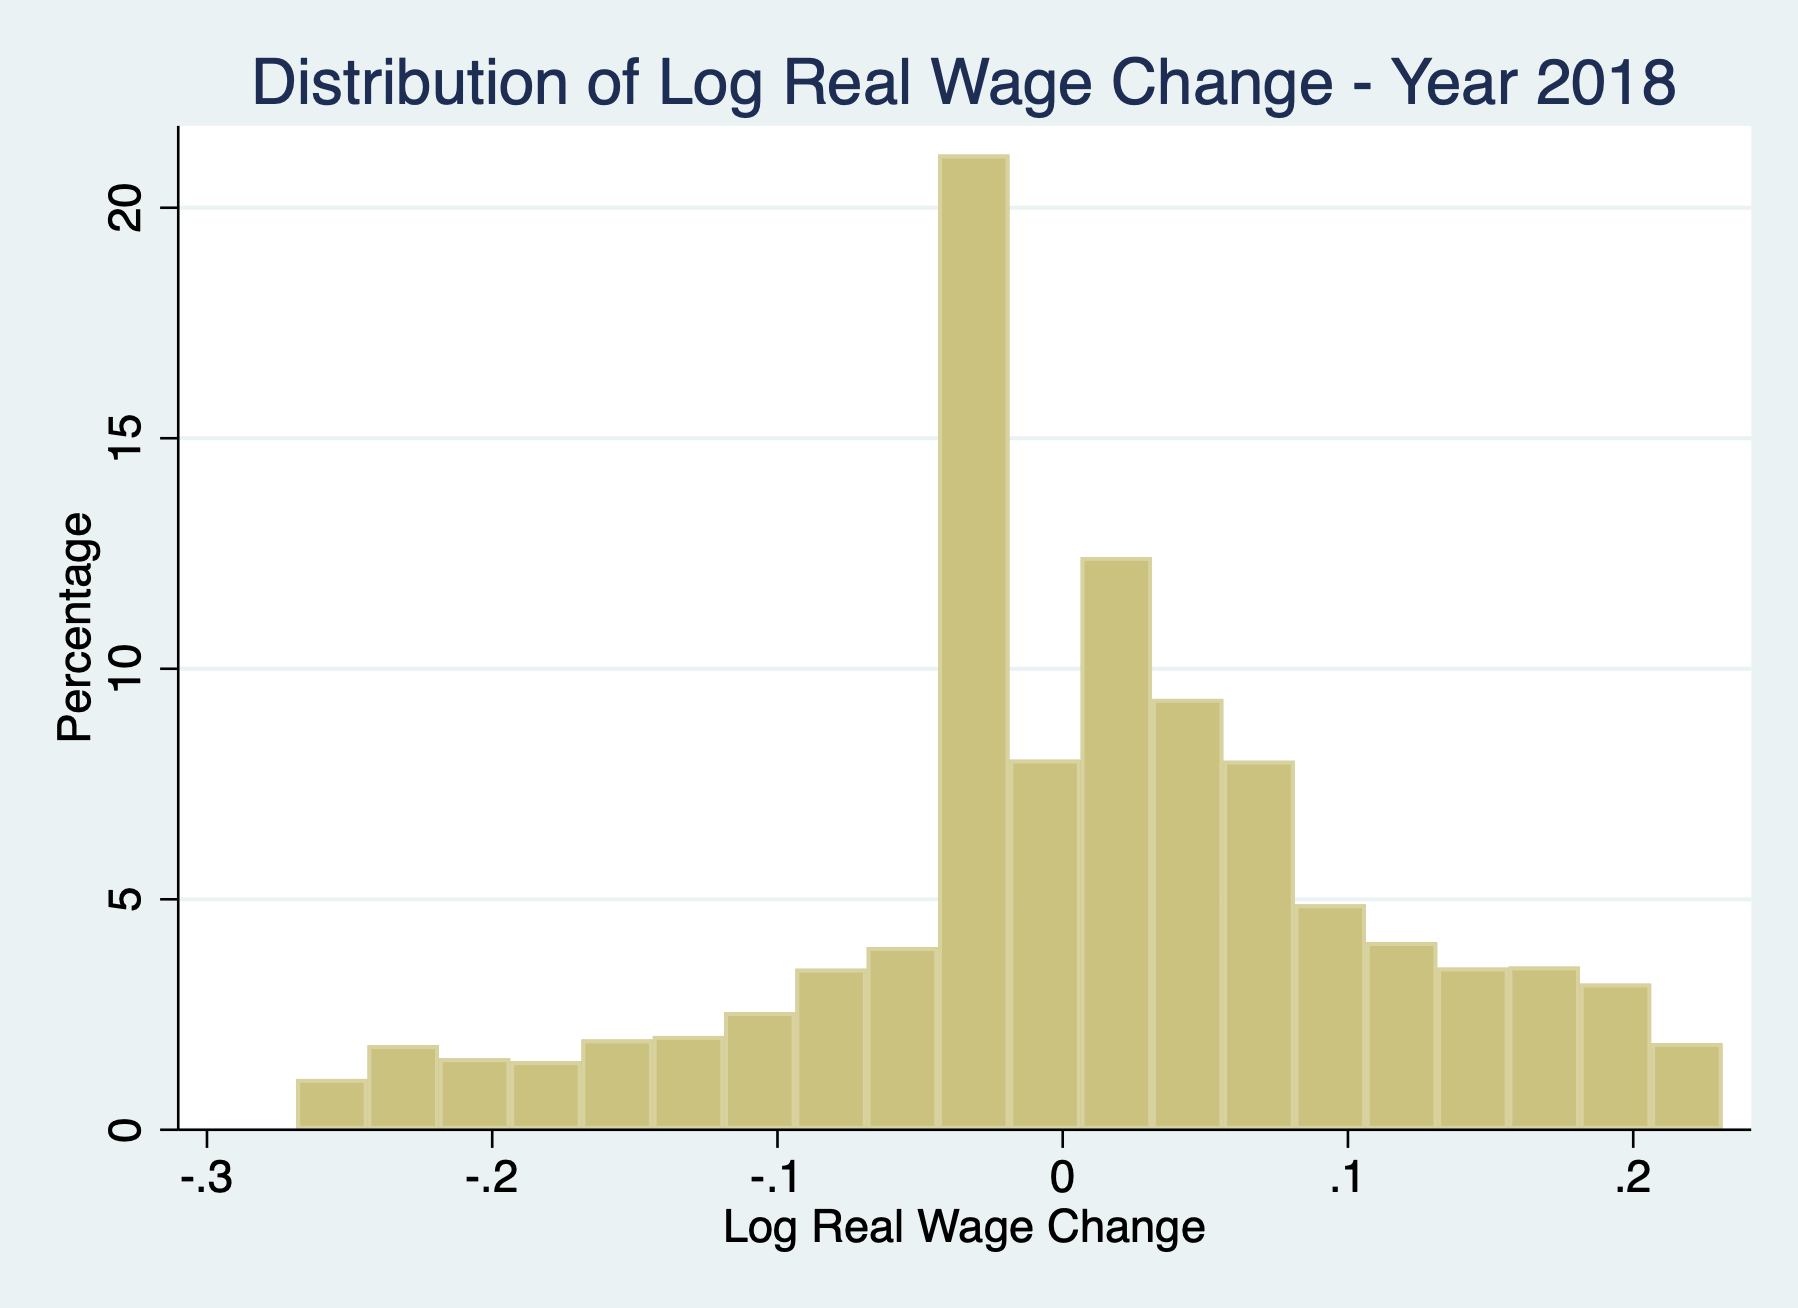 Distribution of Log Real Wage Change - Year 2018
Percentage
20
15
10
5
0
-.3 -.2 -.1 0 .1 .2
Log Real Wage Change